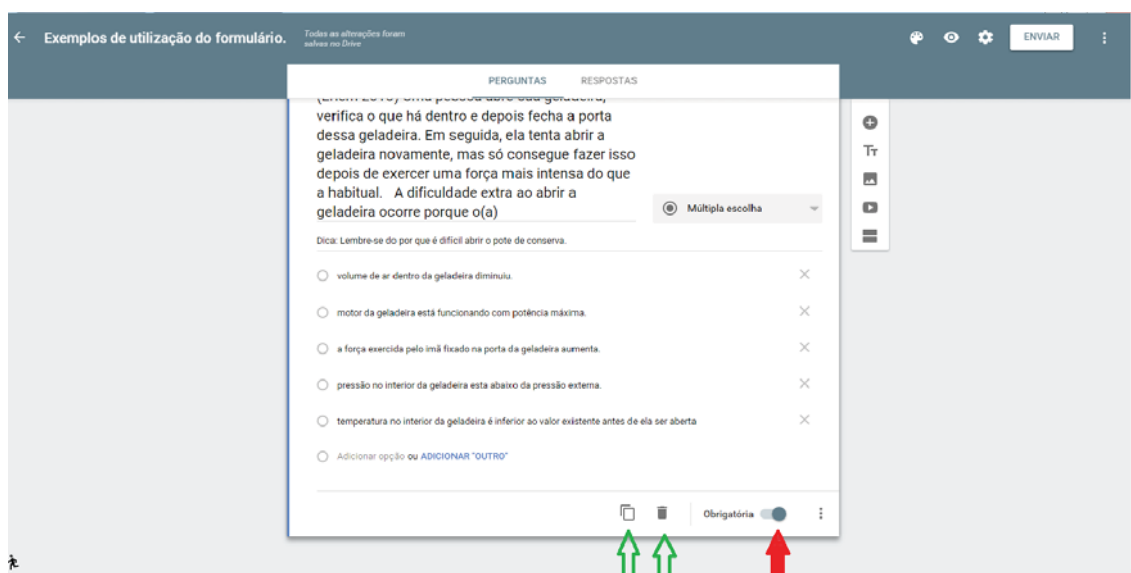 Exemplos de utilização do formulário.
Todas as alterações foram
salvas no Drive
ENVIAR
PERGUNTAS RESPOSTAS
verifica o que há dentro e depois fecha a porta
dessa geladeira. Em seguida, ela tenta abrir a
geladeira novamente, mas só consegue fazer isso
depois de exercer uma força mais intensa do que
a habitual. A dificuldade extra ao abrir a
geladeira ocorre porque o(a)
Múltipla escolha
Dica: Lembre-se do por que é difícil abrir o pote de conserva.
volume de ar dentro da geladeira diminuiu.
motor da geladeira está funcionando com potência máxima.
a força exercida pelo imã fixado na porta da geladeira aumenta.
pressão no interior da geladeira esta abaixo da pressão externa.
temperatura no interior da geladeira é inferior ao valor existente antes de ela ser aberta
Adicionar opção ou ADICIONAR "OUTRO"
Obrigatória